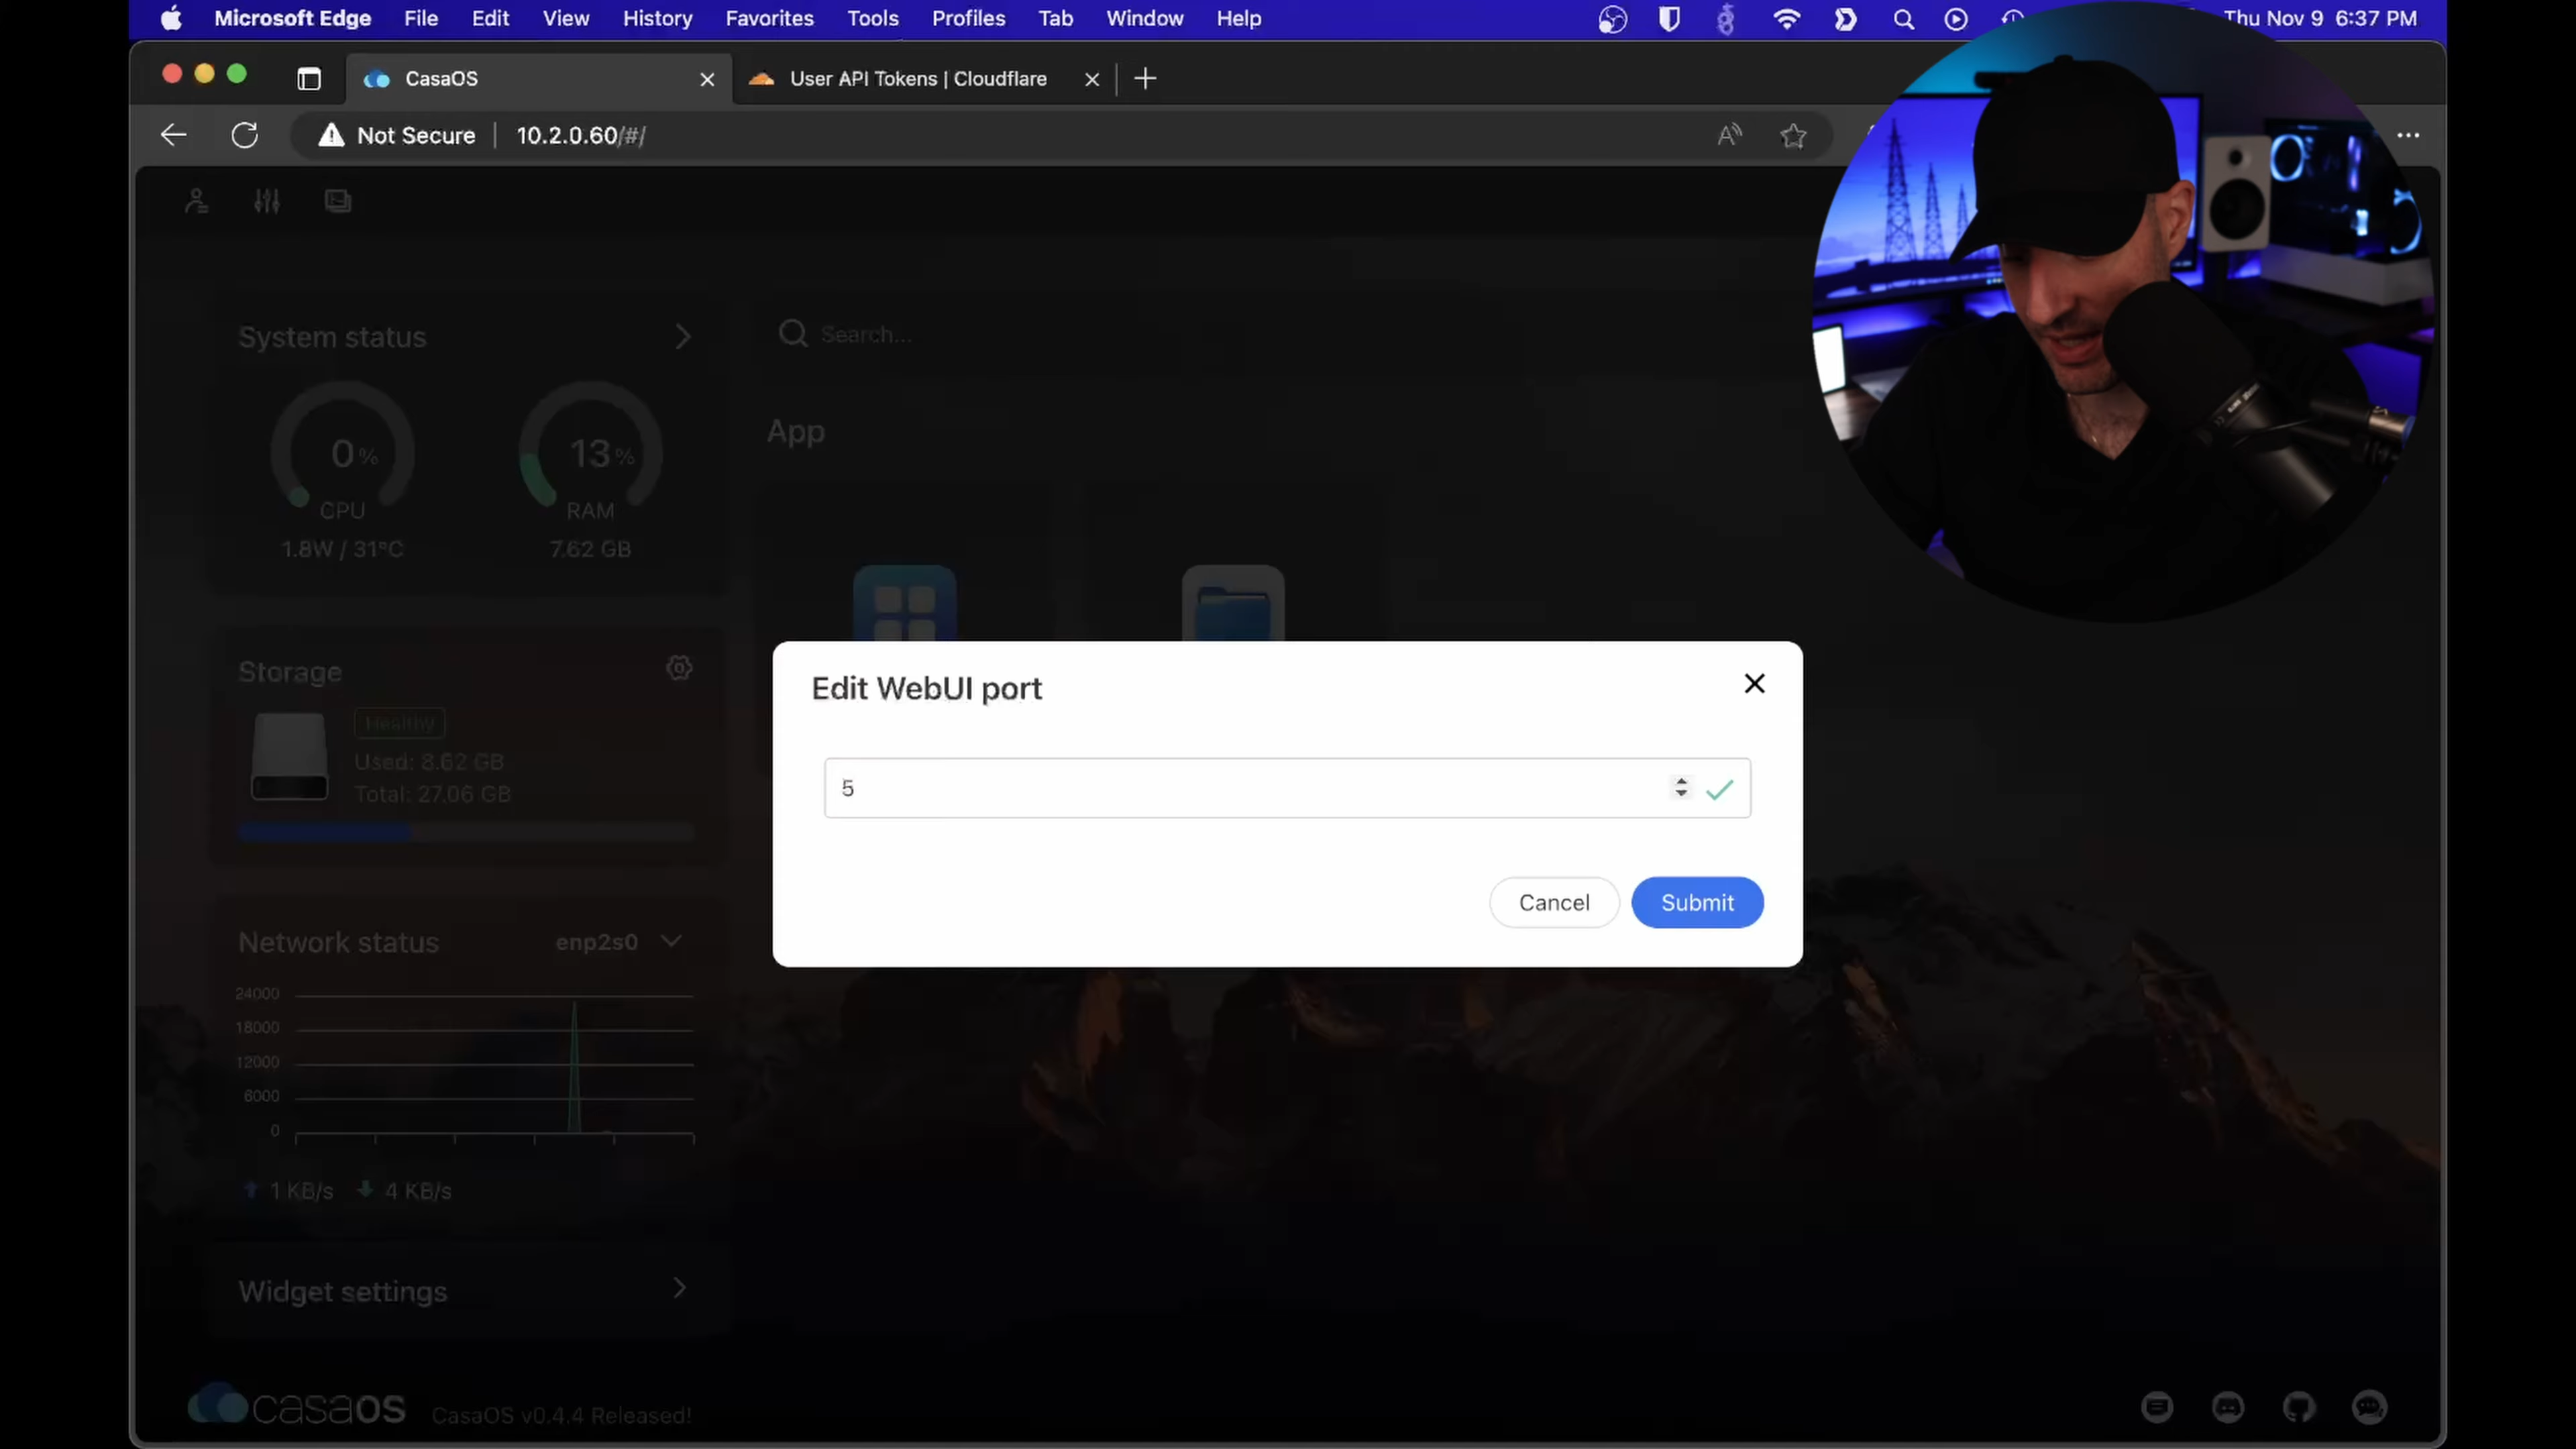 Microsoft Edge File Edit View History Favorites Tools Profiles Tab Window Help Thu Nov 9 6:37 PM
CasaOS User API Tokens | Cloudflare
Not Secure 10.2.0.60/#/
System status
Search...
0% 13%
CPU RAM
1.8W / 31°C 7.62 GB
App
Storage
Healthy
Used: 8.62 GB
Total: 27.06 GB
Edit WebUI port
5
Cancel Submit
Network status enp2s0
24000
18000
12000
6000
0
1 KB/s 4 KB/s
Widget settings
casaOS CasaOS v0.4.4 Released!